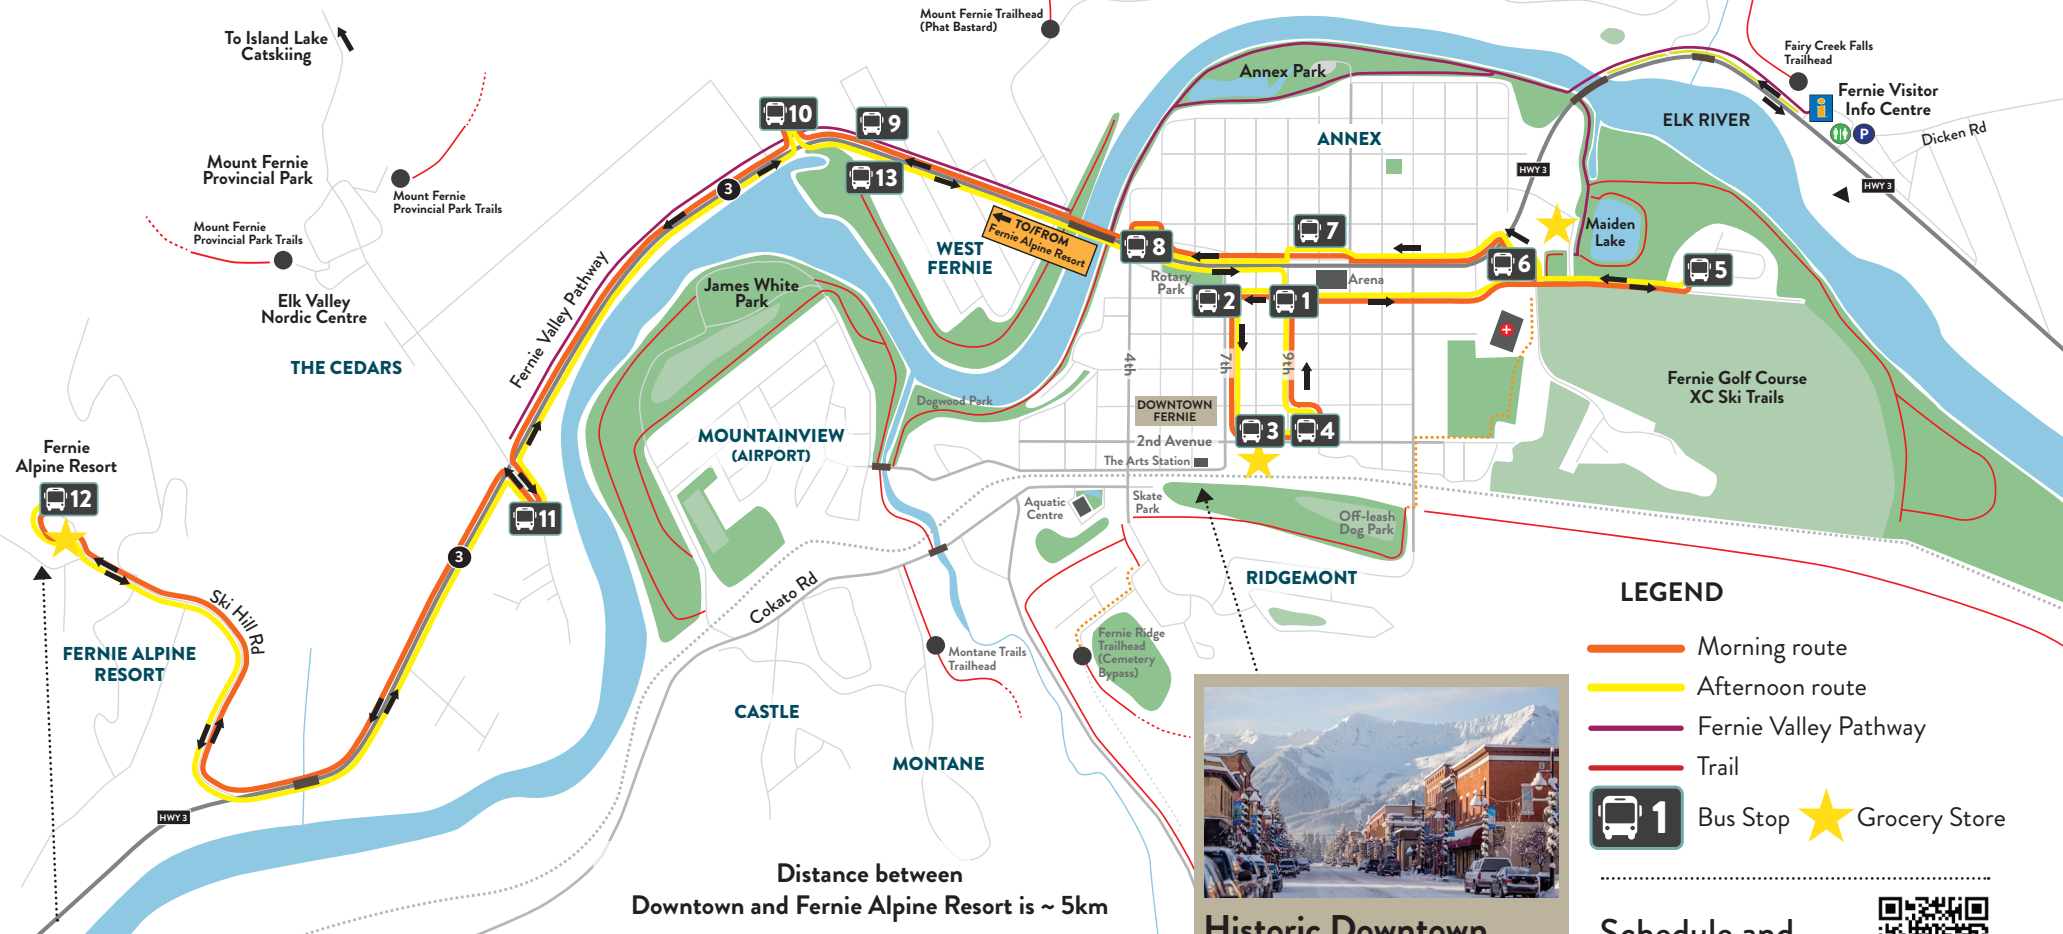 To Island Lake
Catskiing
Mount Fernie Trailhead
(Phat Bastard)
Annex Park
Fairy Creek Falls
Trailhead
Fernie Visitor
Info Centre
i
P
Dicken Rd
ELK RIVER
HWY 3
HWY 3
ANNEX
Mount Fernie
Provincial Park
Mount Fernie
Provincial Park Trails
Mount Fernie
Provincial Park Trails
Elk Valley
Nordic Centre
THE CEDARS
Fernie Valley Pathway
3
10
9
13
TO/FROM
Fernie Alpine Resort
WEST
FERNIE
8
7
6
5
Maiden
Lake
Rotary
Park
Arena
2
1
James White
Park
4th
7th
9th
DOWNTOWN
FERNIE
Dogwood Park
MOUNTAINVIEW
(AIRPORT)
2nd Avenue
The Arts Station
3
4
Fernie Golf Course
XC Ski Trails
Fernie
Alpine Resort
12
11
3
Ski Hill Rd
FERNIE ALPINE
RESORT
HWY 3
Aquatic
Centre
Skate
Park
Off-leash
Dog Park
RIDGEMONT
Cokato Rd
Fernie Ridge
Trailhead
(Cemetery
Bypass)
Montane Trails
Trailhead
CASTLE
MONTANE
Distance between
Downtown and Fernie Alpine Resort is ~ 5km
Historic Downtown
LEGEND
Morning route
Afternoon route
Fernie Valley Pathway
Trail
1
Bus Stop
Grocery Store
Schedule and